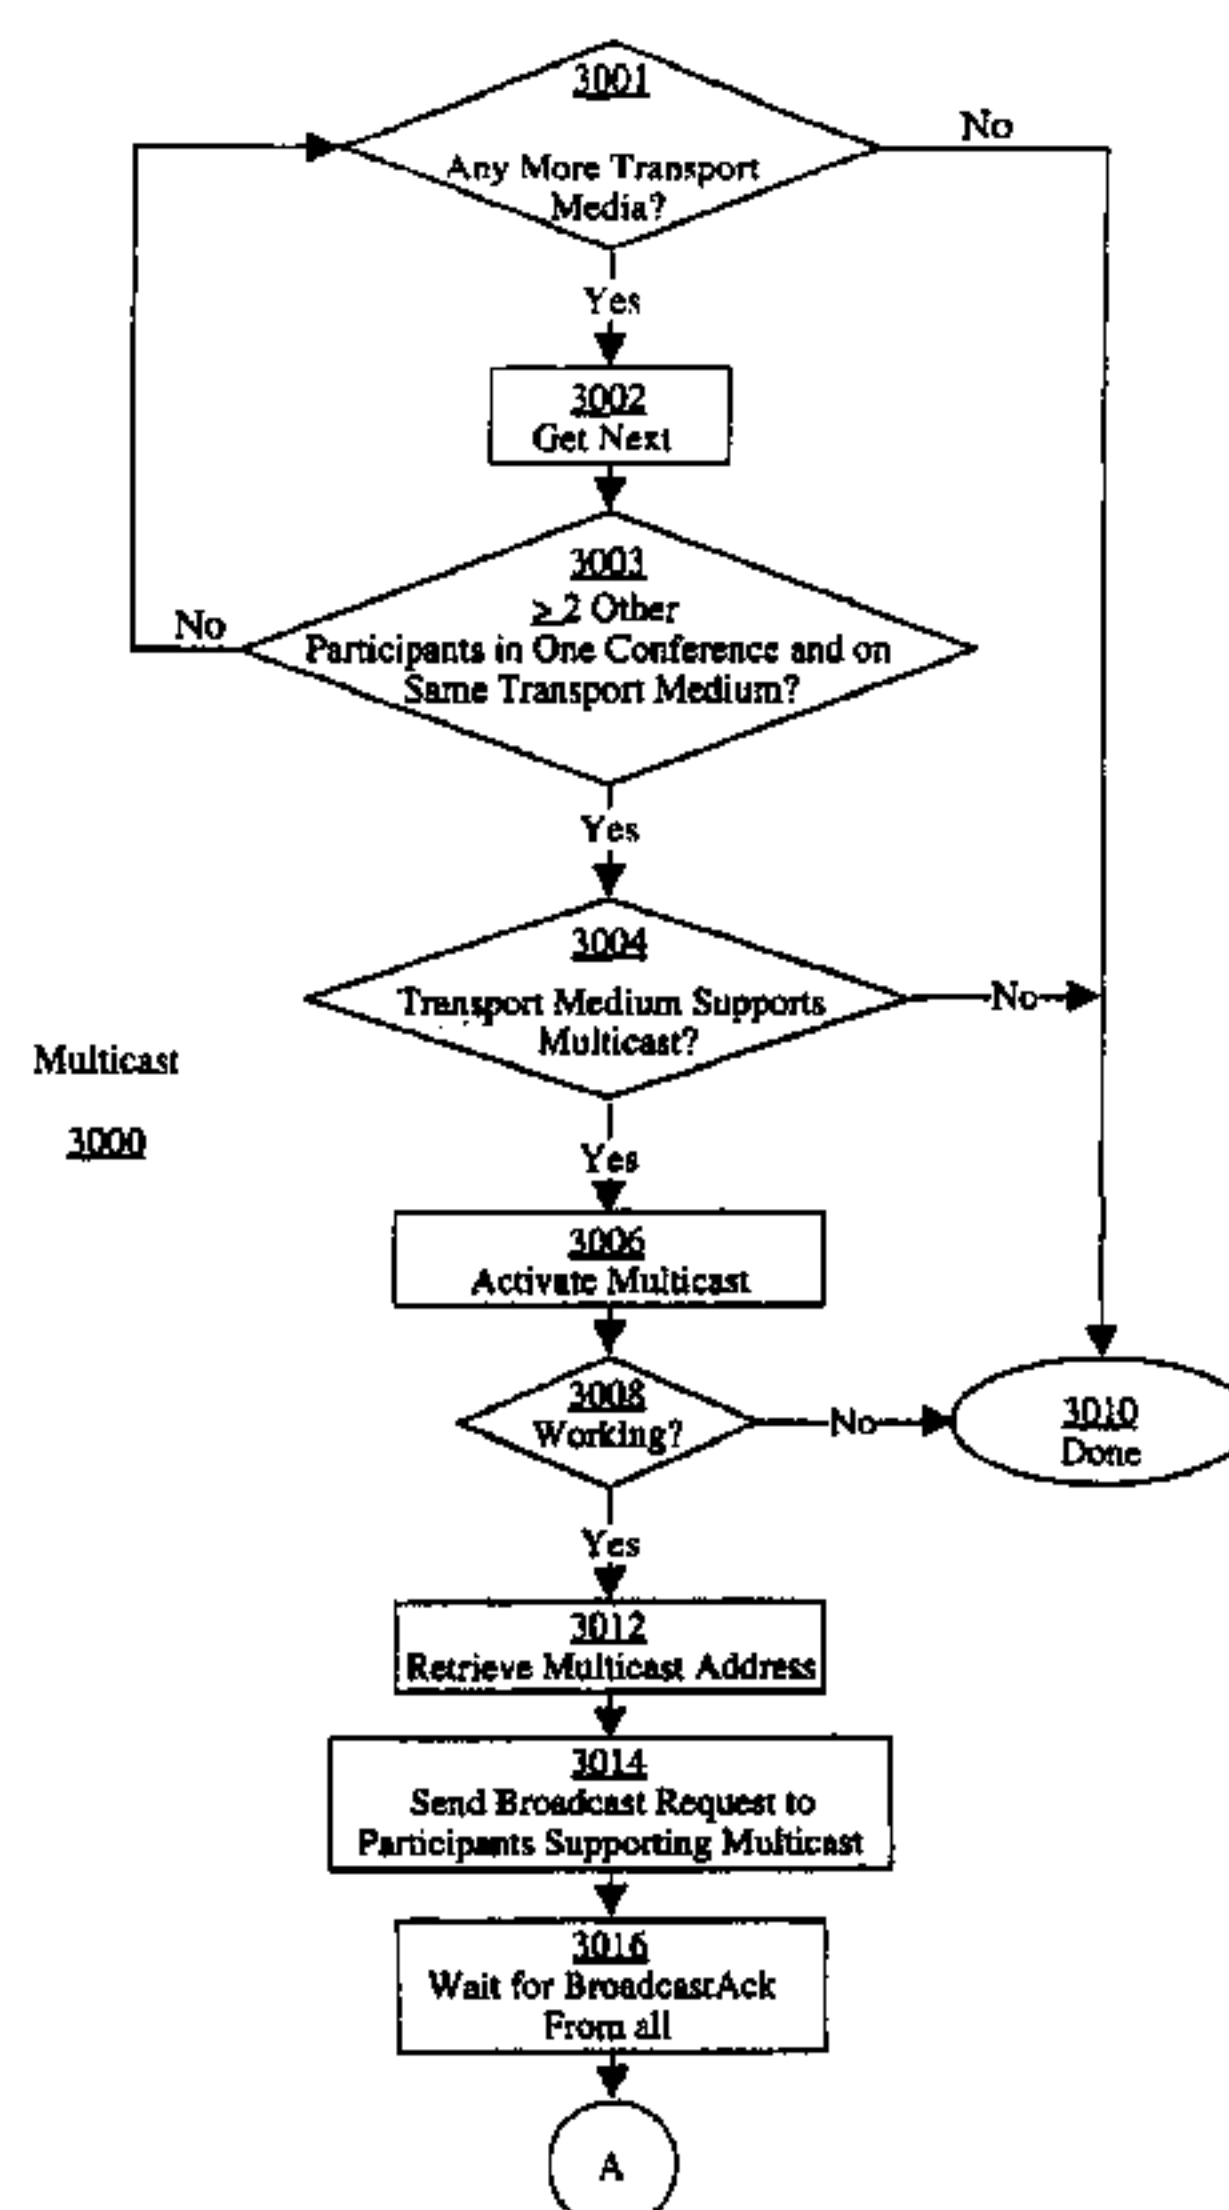 3001
No
Any More Transport
Media?
Yes
3002
Get Next
3003
≥ 2 Other
No
Participants in One Conference and on
Same Transport Medium?
Yes
3004
Transport Medium Supports
No
Multicast?
Multicast
3000
Yes
3006
Activate Multicast
3008
Working?
No
3010
Done
Yes
3012
Retrieve Multicast Address
3014
Send Broadcast Request to
Participants Supporting Multicast
3016
Wait for BroadcastAck
From all
A